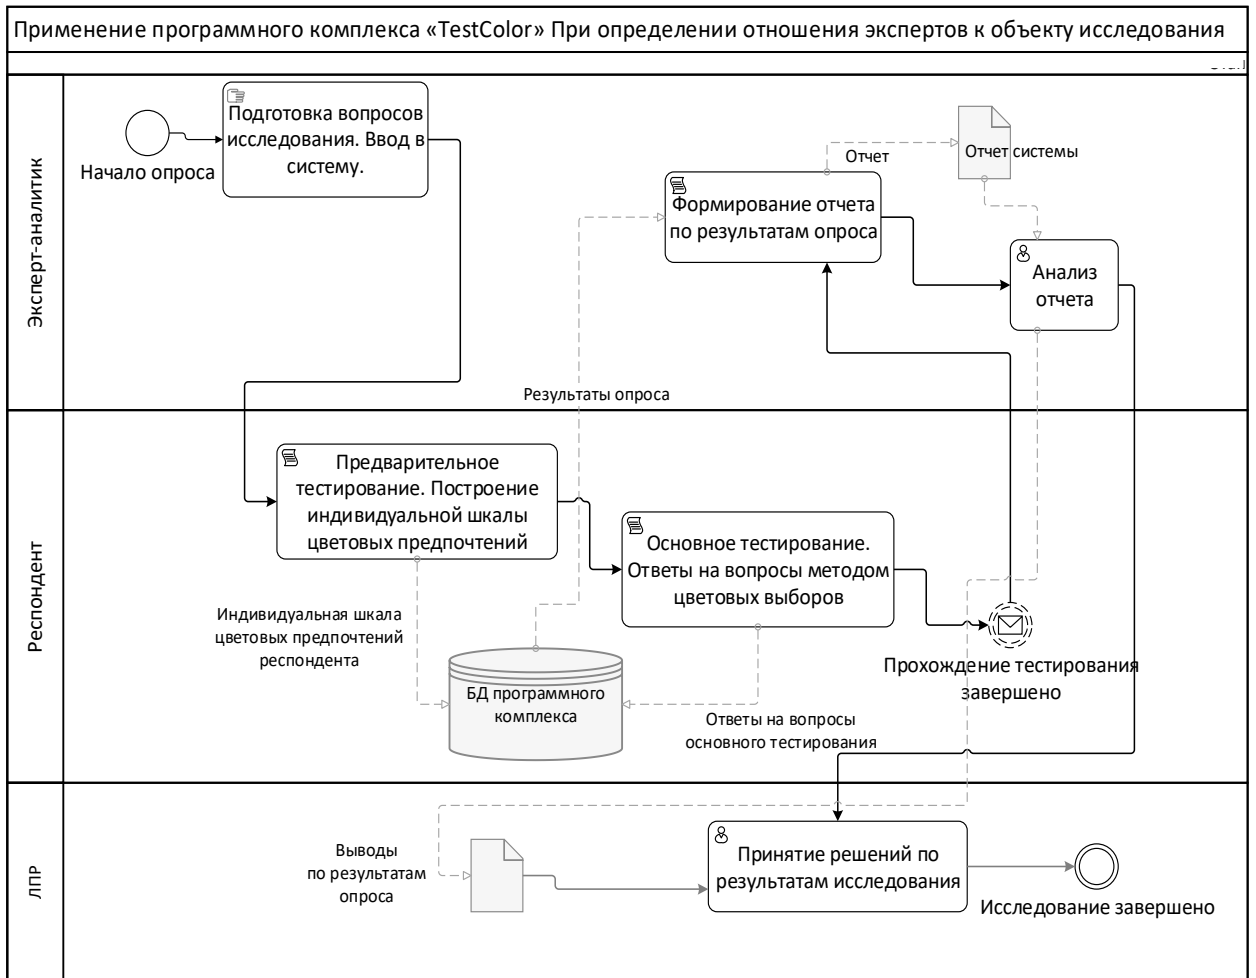 Применение программного комплекса «TestColor» При определении отношения экспертов к объекту исследования
Эксперт-аналитик
Начало опроса
Подготовка вопросов
исследования. Ввод в
систему.
Отчет
Отчет системы
Формирование отчета
по результатам опроса
Анализ
отчета
Результаты опроса
Респондент
Предварительное
тестирование. Построение
индивидуальной шкалы
цветовых предпочтений
Основное тестирование.
Ответы на вопросы методом
цветовых выборов
Индивидуальная шкала
цветовых предпочтений
респондента
Прохождение тестирования
завершено
БД программного
комплекса
Ответы на вопросы
основного тестирования
ЛПР
Выводы
по результатам
опроса
Принятие решений по
результатам исследования
Исследование завершено